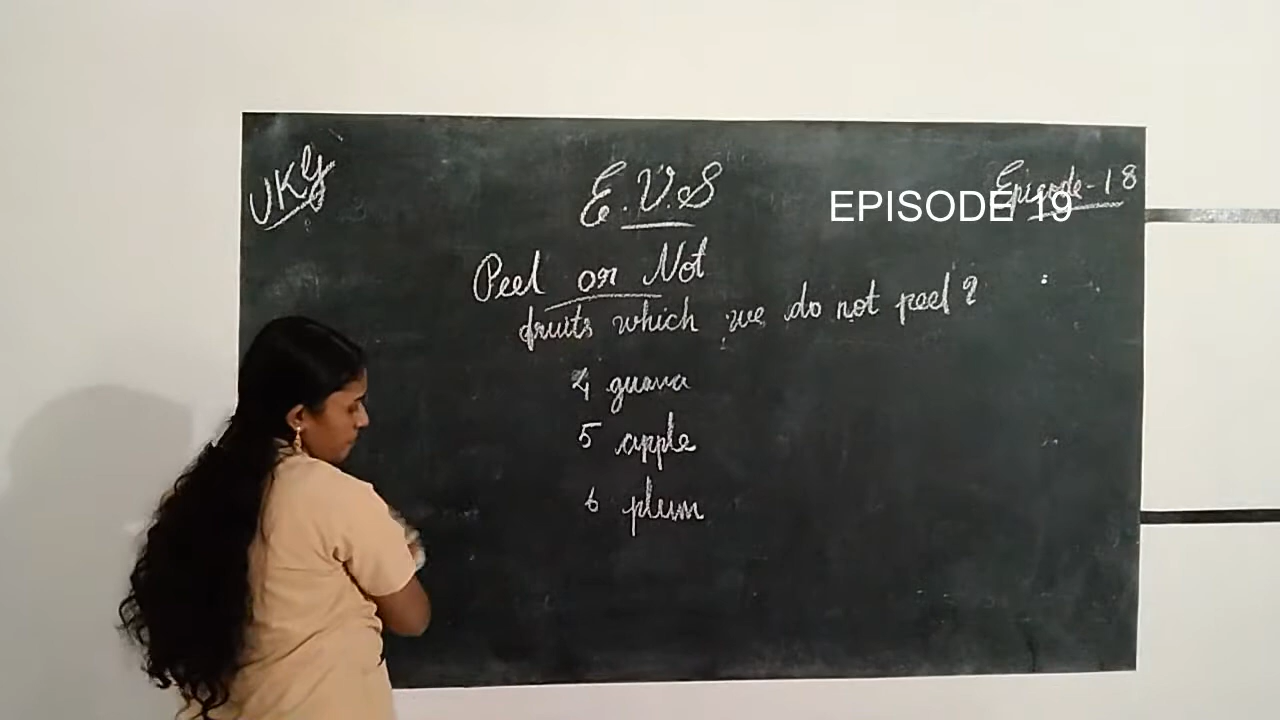 UKG
E.V.S
Episode-18
EPISODE 19
Peel or Not
fruits which we do not peel?
4 guava
5 apple
6 plum